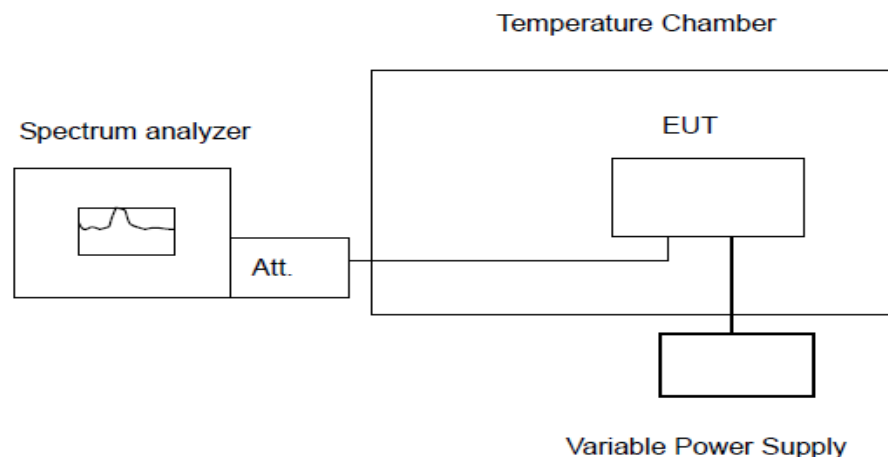 Temperature Chamber
Spectrum analyzer
EUT
Att.
Variable Power Supply